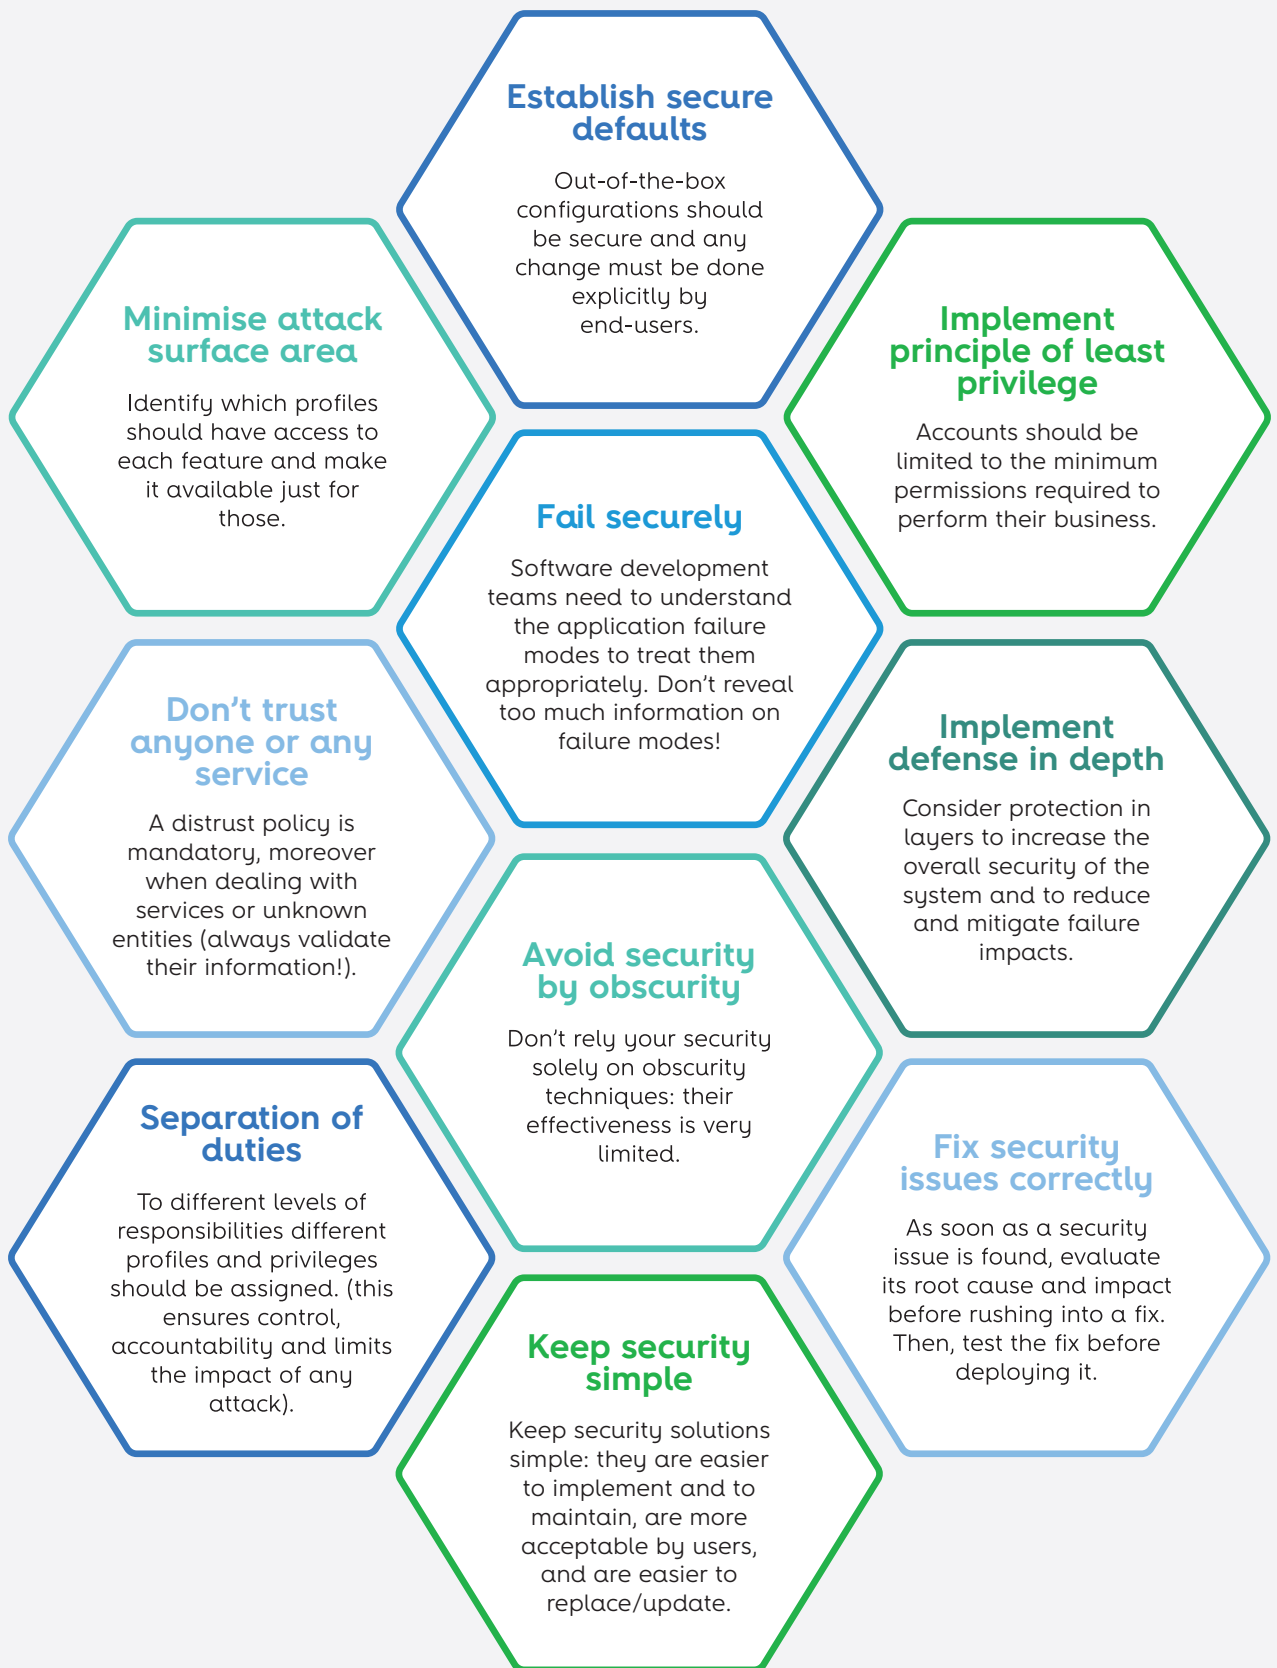 Establish secure
defaults
Out-of-the-box
configurations should
be secure and any
change must be done
explicitly by
end-users.
Minimise attack
surface area
Identify which profiles
should have access to
each feature and make
it available just for
those.
Implement
principle of least
privilege
Accounts should be
limited to the minimum
permissions required to
perform their business.
Fail securely
Software development
teams need to understand
the application failure
modes to treat them
appropriately. Don’t reveal
too much information on
failure modes!
Don’t trust
anyone or any
service
A distrust policy is
mandatory, moreover
when dealing with
services or unknown
entities (always validate
their information!).
Implement
defense in depth
Consider protection in
layers to increase the
overall security of the
system and to reduce
and mitigate failure
impacts.
Avoid security
by obscurity
Don’t rely your security
solely on obscurity
techniques: their
effectiveness is very
limited.
Separation of
duties
To different levels of
responsibilities different
profiles and privileges
should be assigned. (this
ensures control,
accountability and limits
the impact of any
attack).
Fix security
issues correctly
As soon as a security
issue is found, evaluate
its root cause and impact
before rushing into a fix.
Then, test the fix before
deploying it.
Keep security
simple
Keep security solutions
simple: they are easier
to implement and to
maintain, are more
acceptable by users,
and are easier to
replace/update.